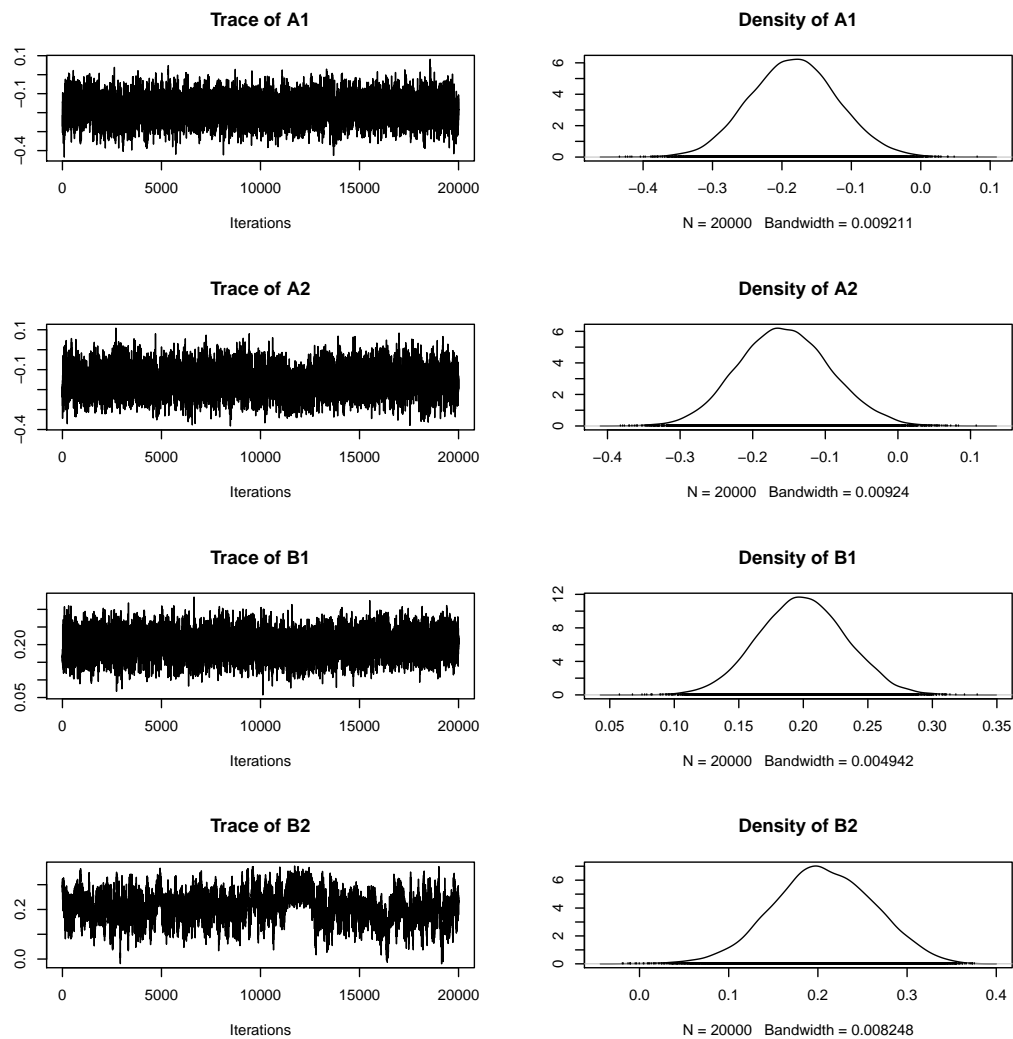 Trace of A1
0.1
−0.1
−0.4
0 5000 10000 15000 20000
Iterations
Density of A1
6
4
2
0
−0.4 −0.3 −0.2 −0.1 0.0 0.1
N = 20000 Bandwidth = 0.009211
Trace of A2
0.1
−0.1
−0.4
0 5000 10000 15000 20000
Iterations
Density of A2
6
4
2
0
−0.4 −0.3 −0.2 −0.1 0.0 0.1
N = 20000 Bandwidth = 0.00924
Trace of B1
0.20
0.05
0 5000 10000 15000 20000
Iterations
Density of B1
12
8
4
0
0.05 0.10 0.15 0.20 0.25 0.30 0.35
N = 20000 Bandwidth = 0.004942
Trace of B2
0.2
0.0
0 5000 10000 15000 20000
Iterations
Density of B2
6
4
2
0
0.0 0.1 0.2 0.3 0.4
N = 20000 Bandwidth = 0.008248